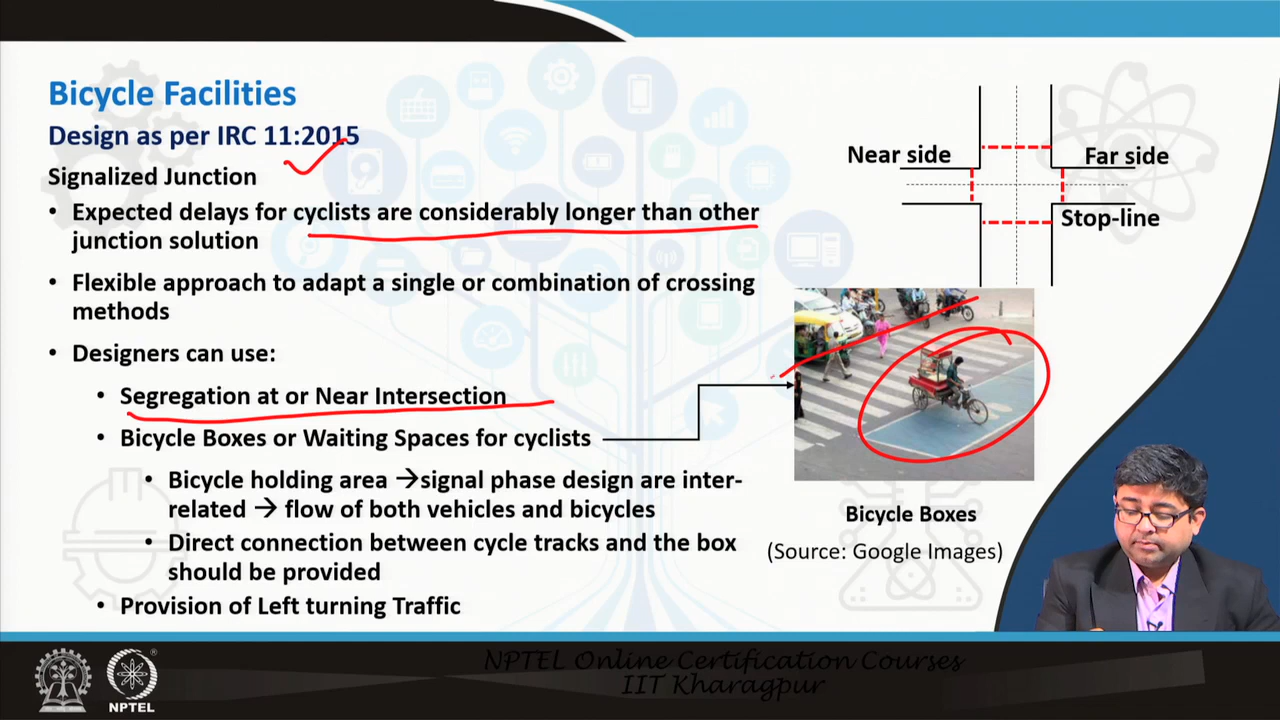 Bicycle Facilities
Design as per IRC 11:2015
Signalized Junction
• Expected delays for cyclists are considerably longer than other
junction solution
• Flexible approach to adapt a single or combination of crossing
methods
• Designers can use:
• Segregation at or Near Intersection
• Bicycle Boxes or Waiting Spaces for cyclists
• Bicycle holding area →signal phase design are inter-
related → flow of both vehicles and bicycles
• Direct connection between cycle tracks and the box
should be provided
• Provision of Left turning Traffic
Near side
Far side
Stop-line
Bicycle Boxes
(Source: Google Images)
NPTEL
NPTEL Online Certification Courses
IIT Kharagpur